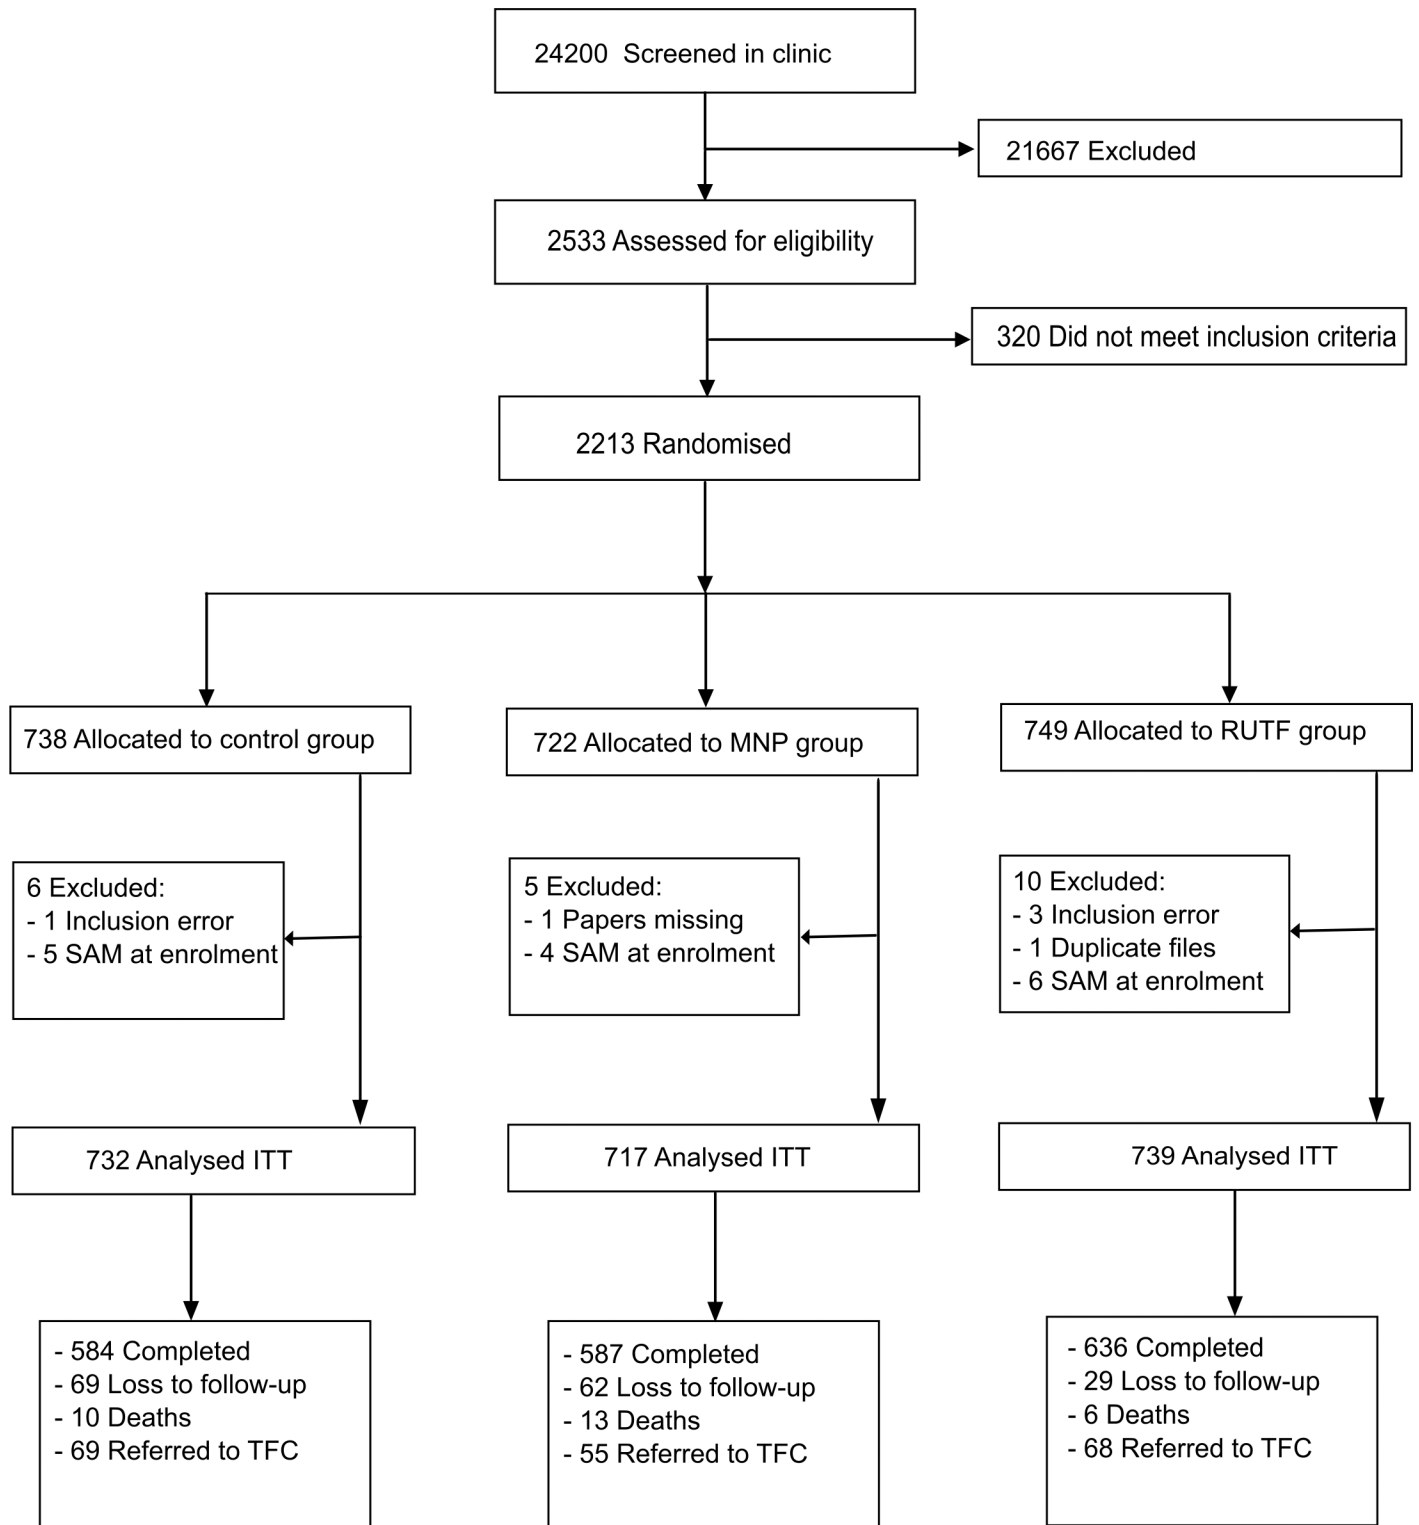 24200 Screened in clinic
21667 Excluded
2533 Assessed for eligibility
320 Did not meet inclusion criteria
2213 Randomised
738 Allocated to control group
722 Allocated to MNP group
749 Allocated to RUTF group
6 Excluded:
- 1 Inclusion error
- 5 SAM at enrolment
5 Excluded:
- 1 Papers missing
- 4 SAM at enrolment
10 Excluded:
- 3 Inclusion error
- 1 Duplicate files
- 6 SAM at enrolment
732 Analysed ITT
717 Analysed ITT
739 Analysed ITT
- 584 Completed
- 69 Loss to follow-up
- 10 Deaths
- 69 Referred to TFC
- 587 Completed
- 62 Loss to follow-up
- 13 Deaths
- 55 Referred to TFC
- 636 Completed
- 29 Loss to follow-up
- 6 Deaths
- 68 Referred to TFC